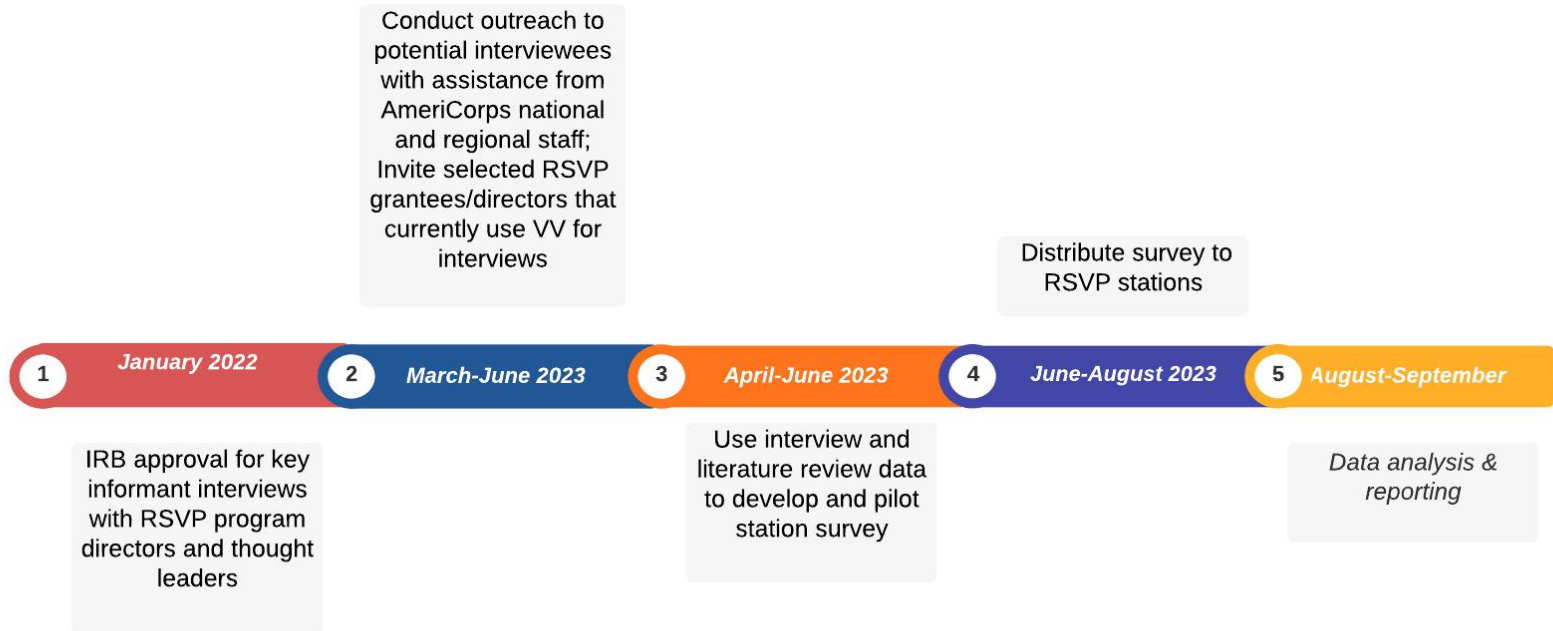 Conduct outreach to
potential interviewees
with assistance from
AmeriCorps national
and regional staff;
Invite selected RSVP
grantees/directors that
currently use VV for
interviews
Distribute survey to
RSVP stations
1
January 2022
2
March-June 2023
3
April-June 2023
4
June-August 2023
5
August-September
IRB approval for key
informant interviews
with RSVP program
directors and thought
leaders
Use interview and
literature review data
to develop and pilot
station survey
Data analysis &
reporting